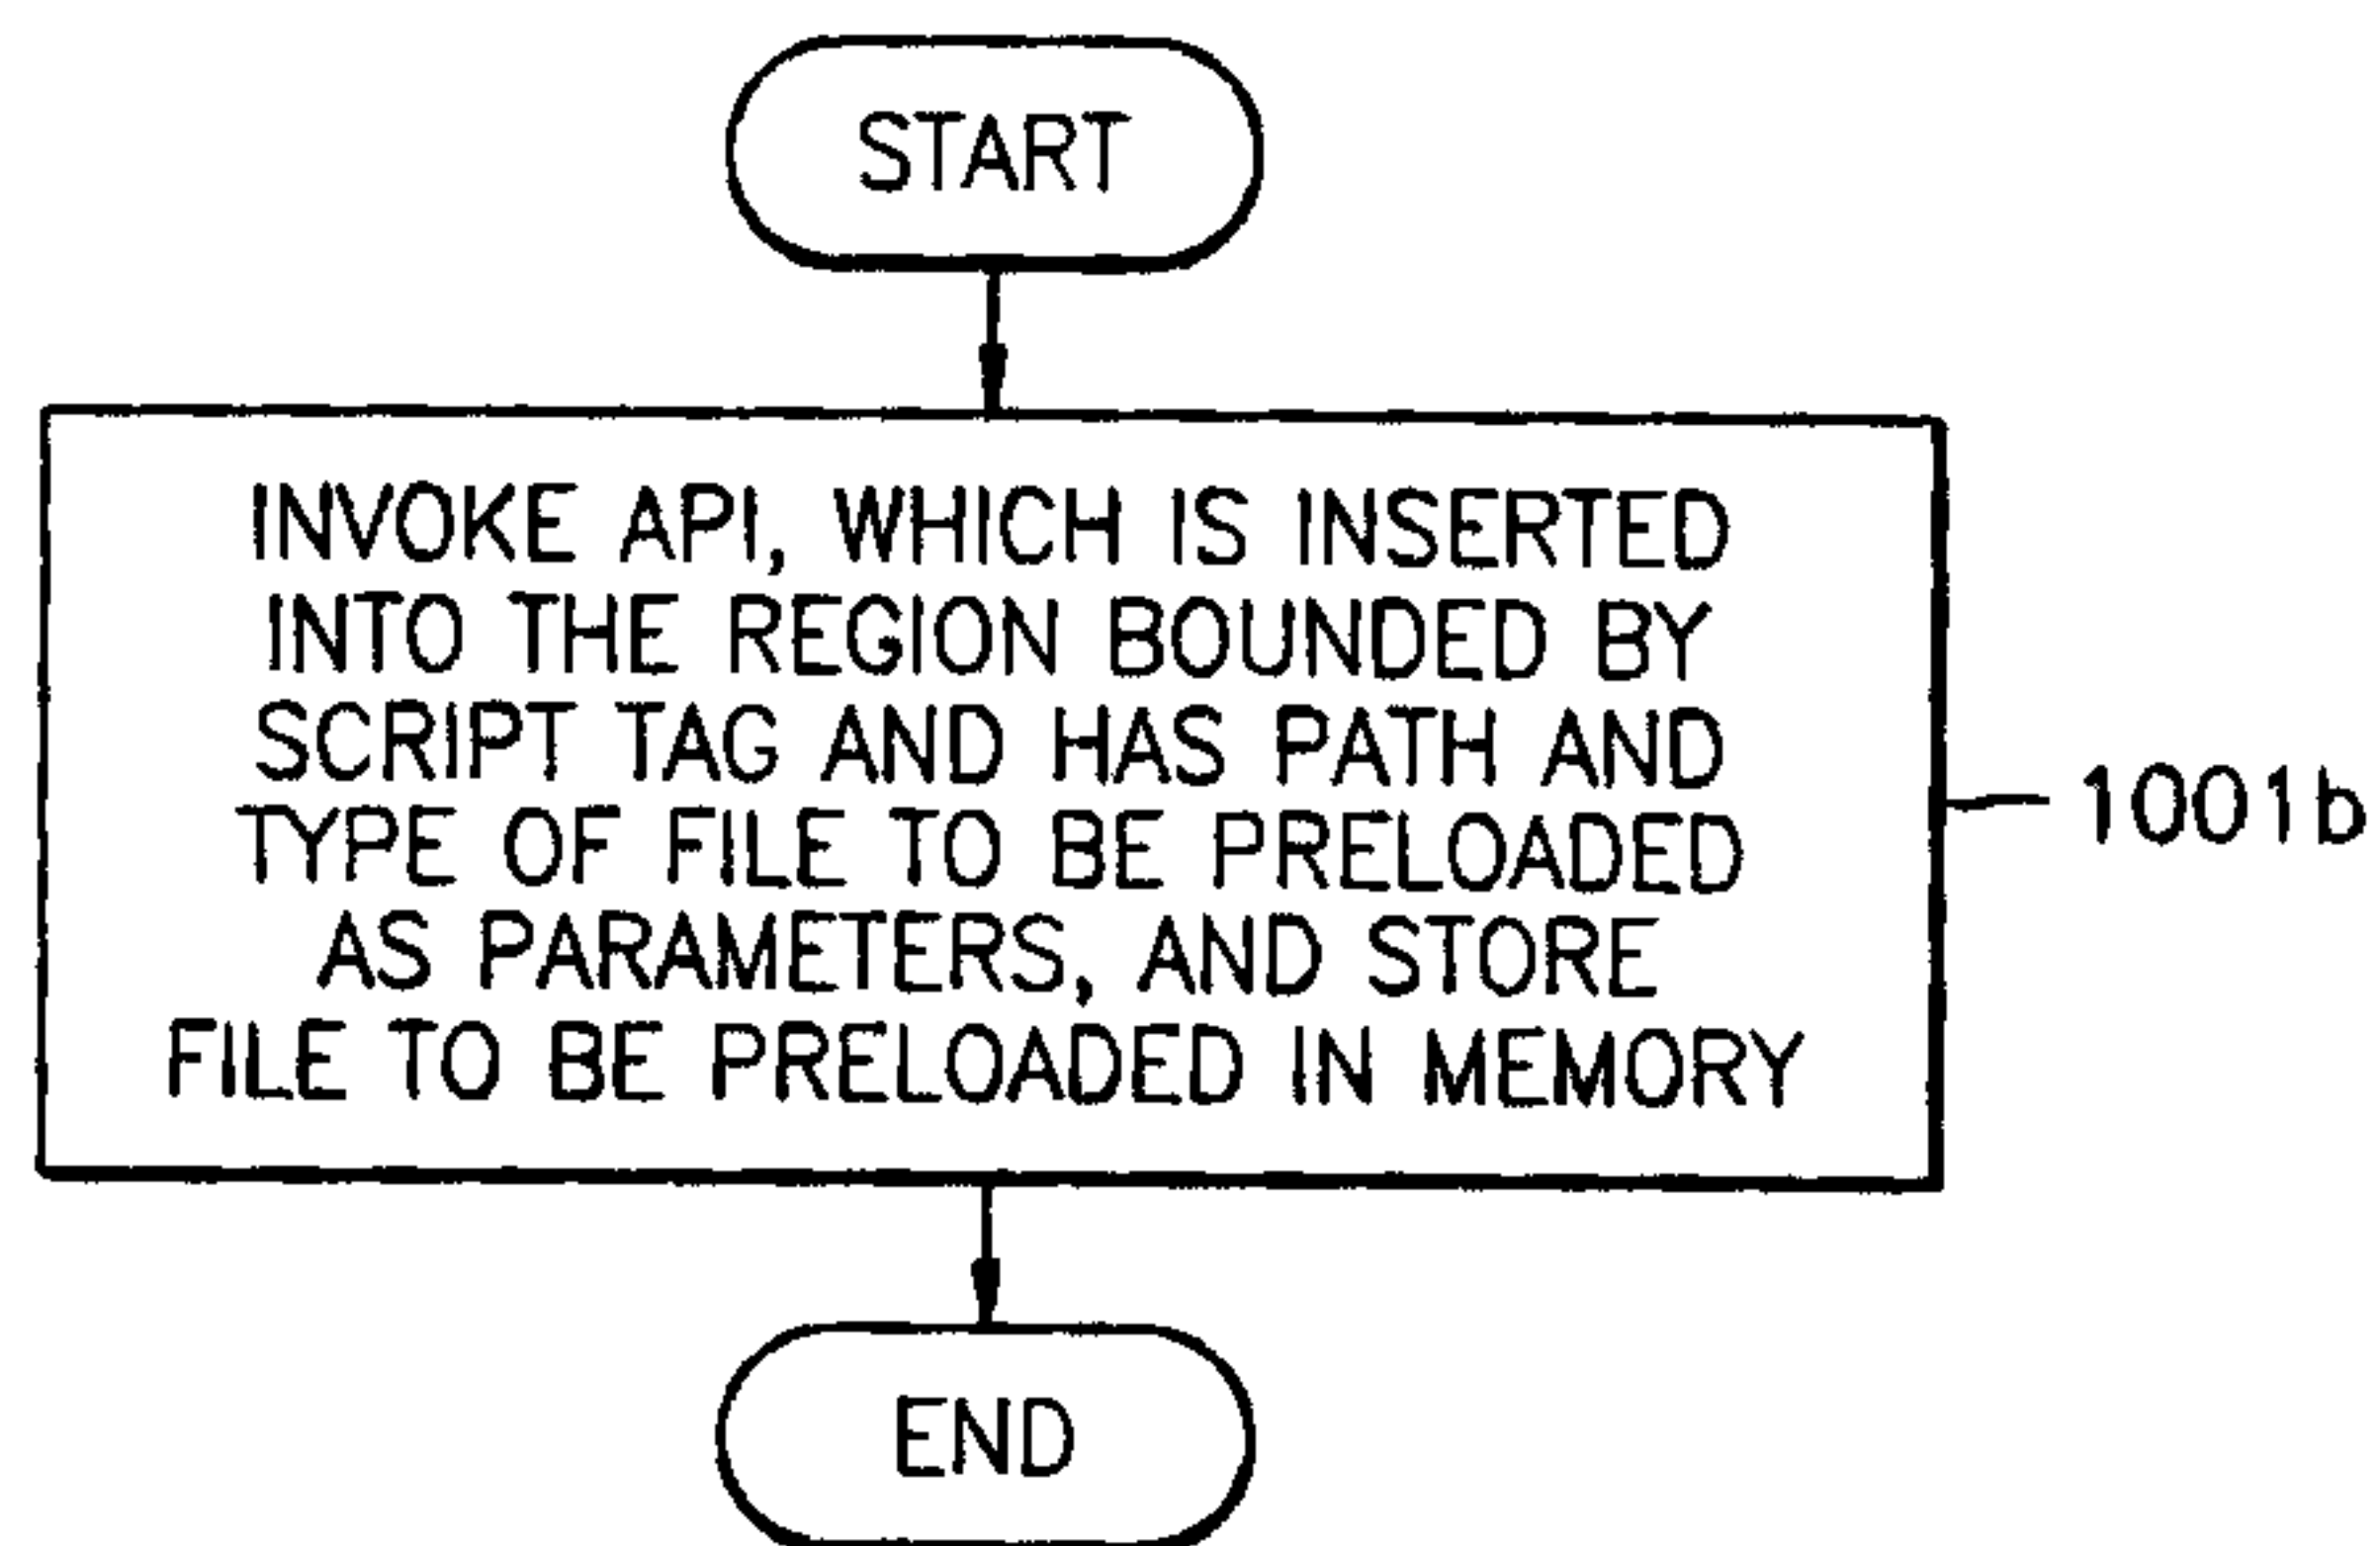 START
INVOKE API, WHICH IS INSERTED
INTO THE REGION BOUNDED BY
SCRIPT TAG AND HAS PATH AND
TYPE OF FILE TO BE PRELOADED
AS PARAMETERS, AND STORE
FILE TO BE PRELOADED IN MEMORY
1001b
END